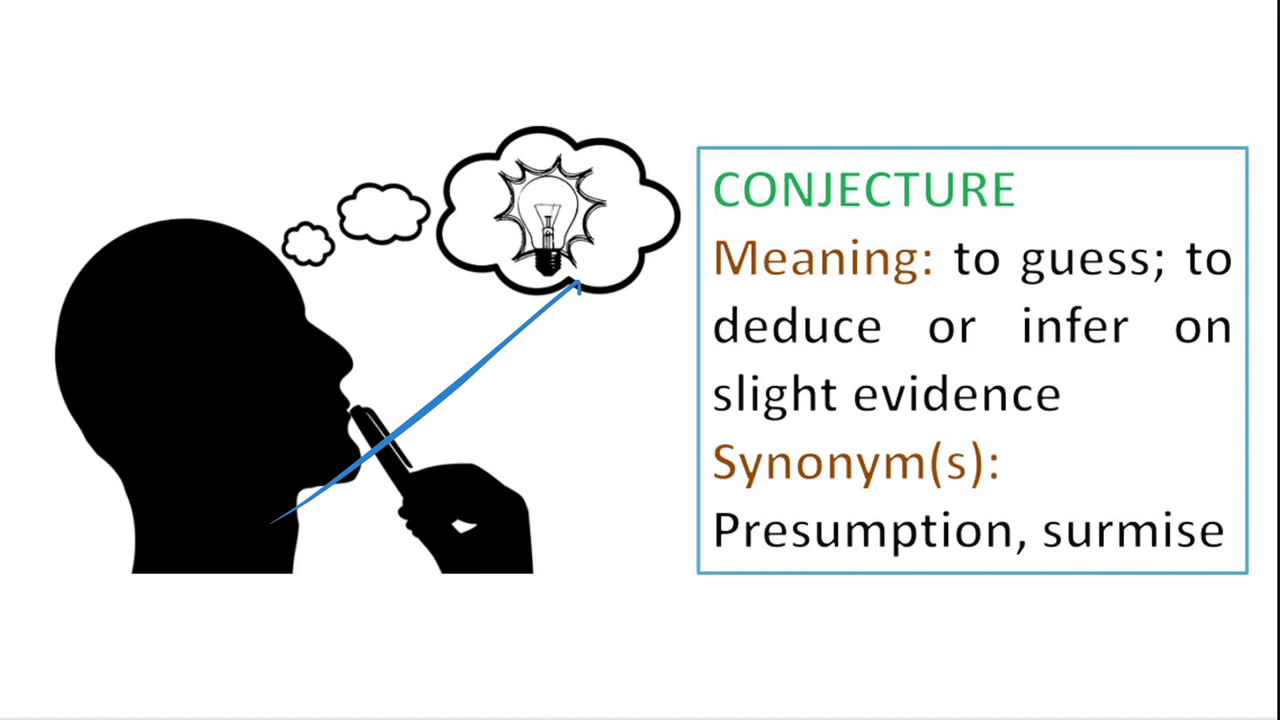 CONJECTURE
Meaning: to guess; to
deduce or infer on
slight evidence
Synonym(s):
Presumption, surmise